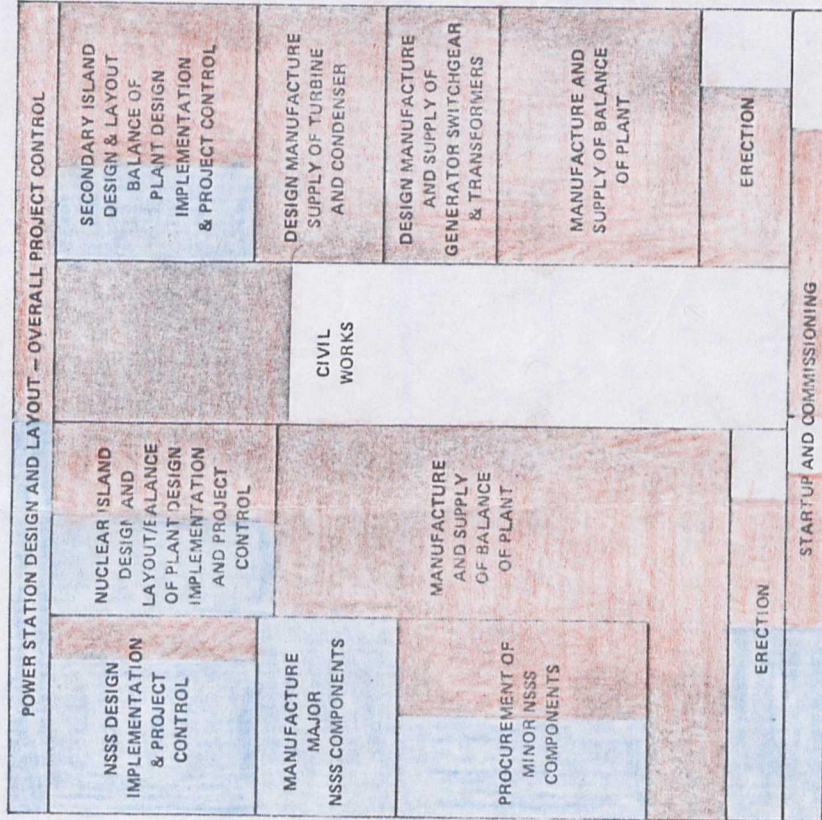 POWER STATION DESIGN AND LAYOUT – OVERALL PROJECT CONTROL
NSSS DESIGN
IMPLEMENTATION
& PROJECT
CONTROL
MANUFACTURE
MAJOR
NSSS COMPONENTS
PROCUREMENT OF
MINOR NSSS
COMPONENTS
NUCLEAR ISLAND
DESIGN AND
LAYOUT/BALANCE
OF PLANT DESIGN
IMPLEMENTATION
AND PROJECT
CONTROL
MANUFACTURE
AND SUPPLY
OF BALANCE
OF PLANT
ERECTION
CIVIL
WORKS
SECONDARY ISLAND
DESIGN & LAYOUT
BALANCE OF
PLANT DESIGN
IMPLEMENTATION
& PROJECT CONTROL
DESIGN MANUFACTURE
SUPPLY OF TURBINE
AND CONDENSER
DESIGN MANUFACTURE
AND SUPPLY OF
GENERATOR SWITCHGEAR
& TRANSFORMERS
MANUFACTURE AND
SUPPLY OF BALANCE
OF PLANT
ERECTION
STARTUP AND COMMISSIONING